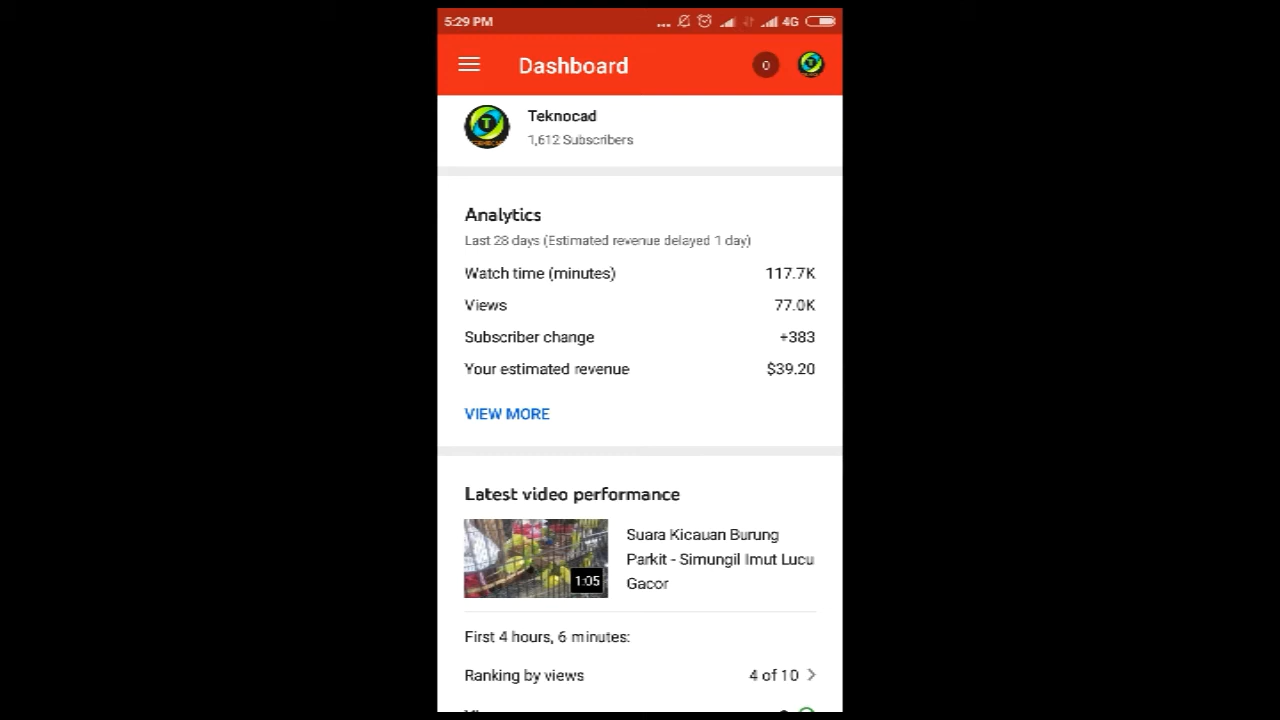 5:29 PM
... 4G
Dashboard
0
Teknocad
1,612 Subscribers
Analytics
Last 28 days (Estimated revenue delayed 1 day)
Watch time (minutes) 117.7K
Views 77.0K
Subscriber change +383
Your estimated revenue $39.20
VIEW MORE
Latest video performance
Suara Kicauan Burung
Parkit - Simungil Imut Lucu
Gacor
1:05
First 4 hours, 6 minutes:
Ranking by views 4 of 10